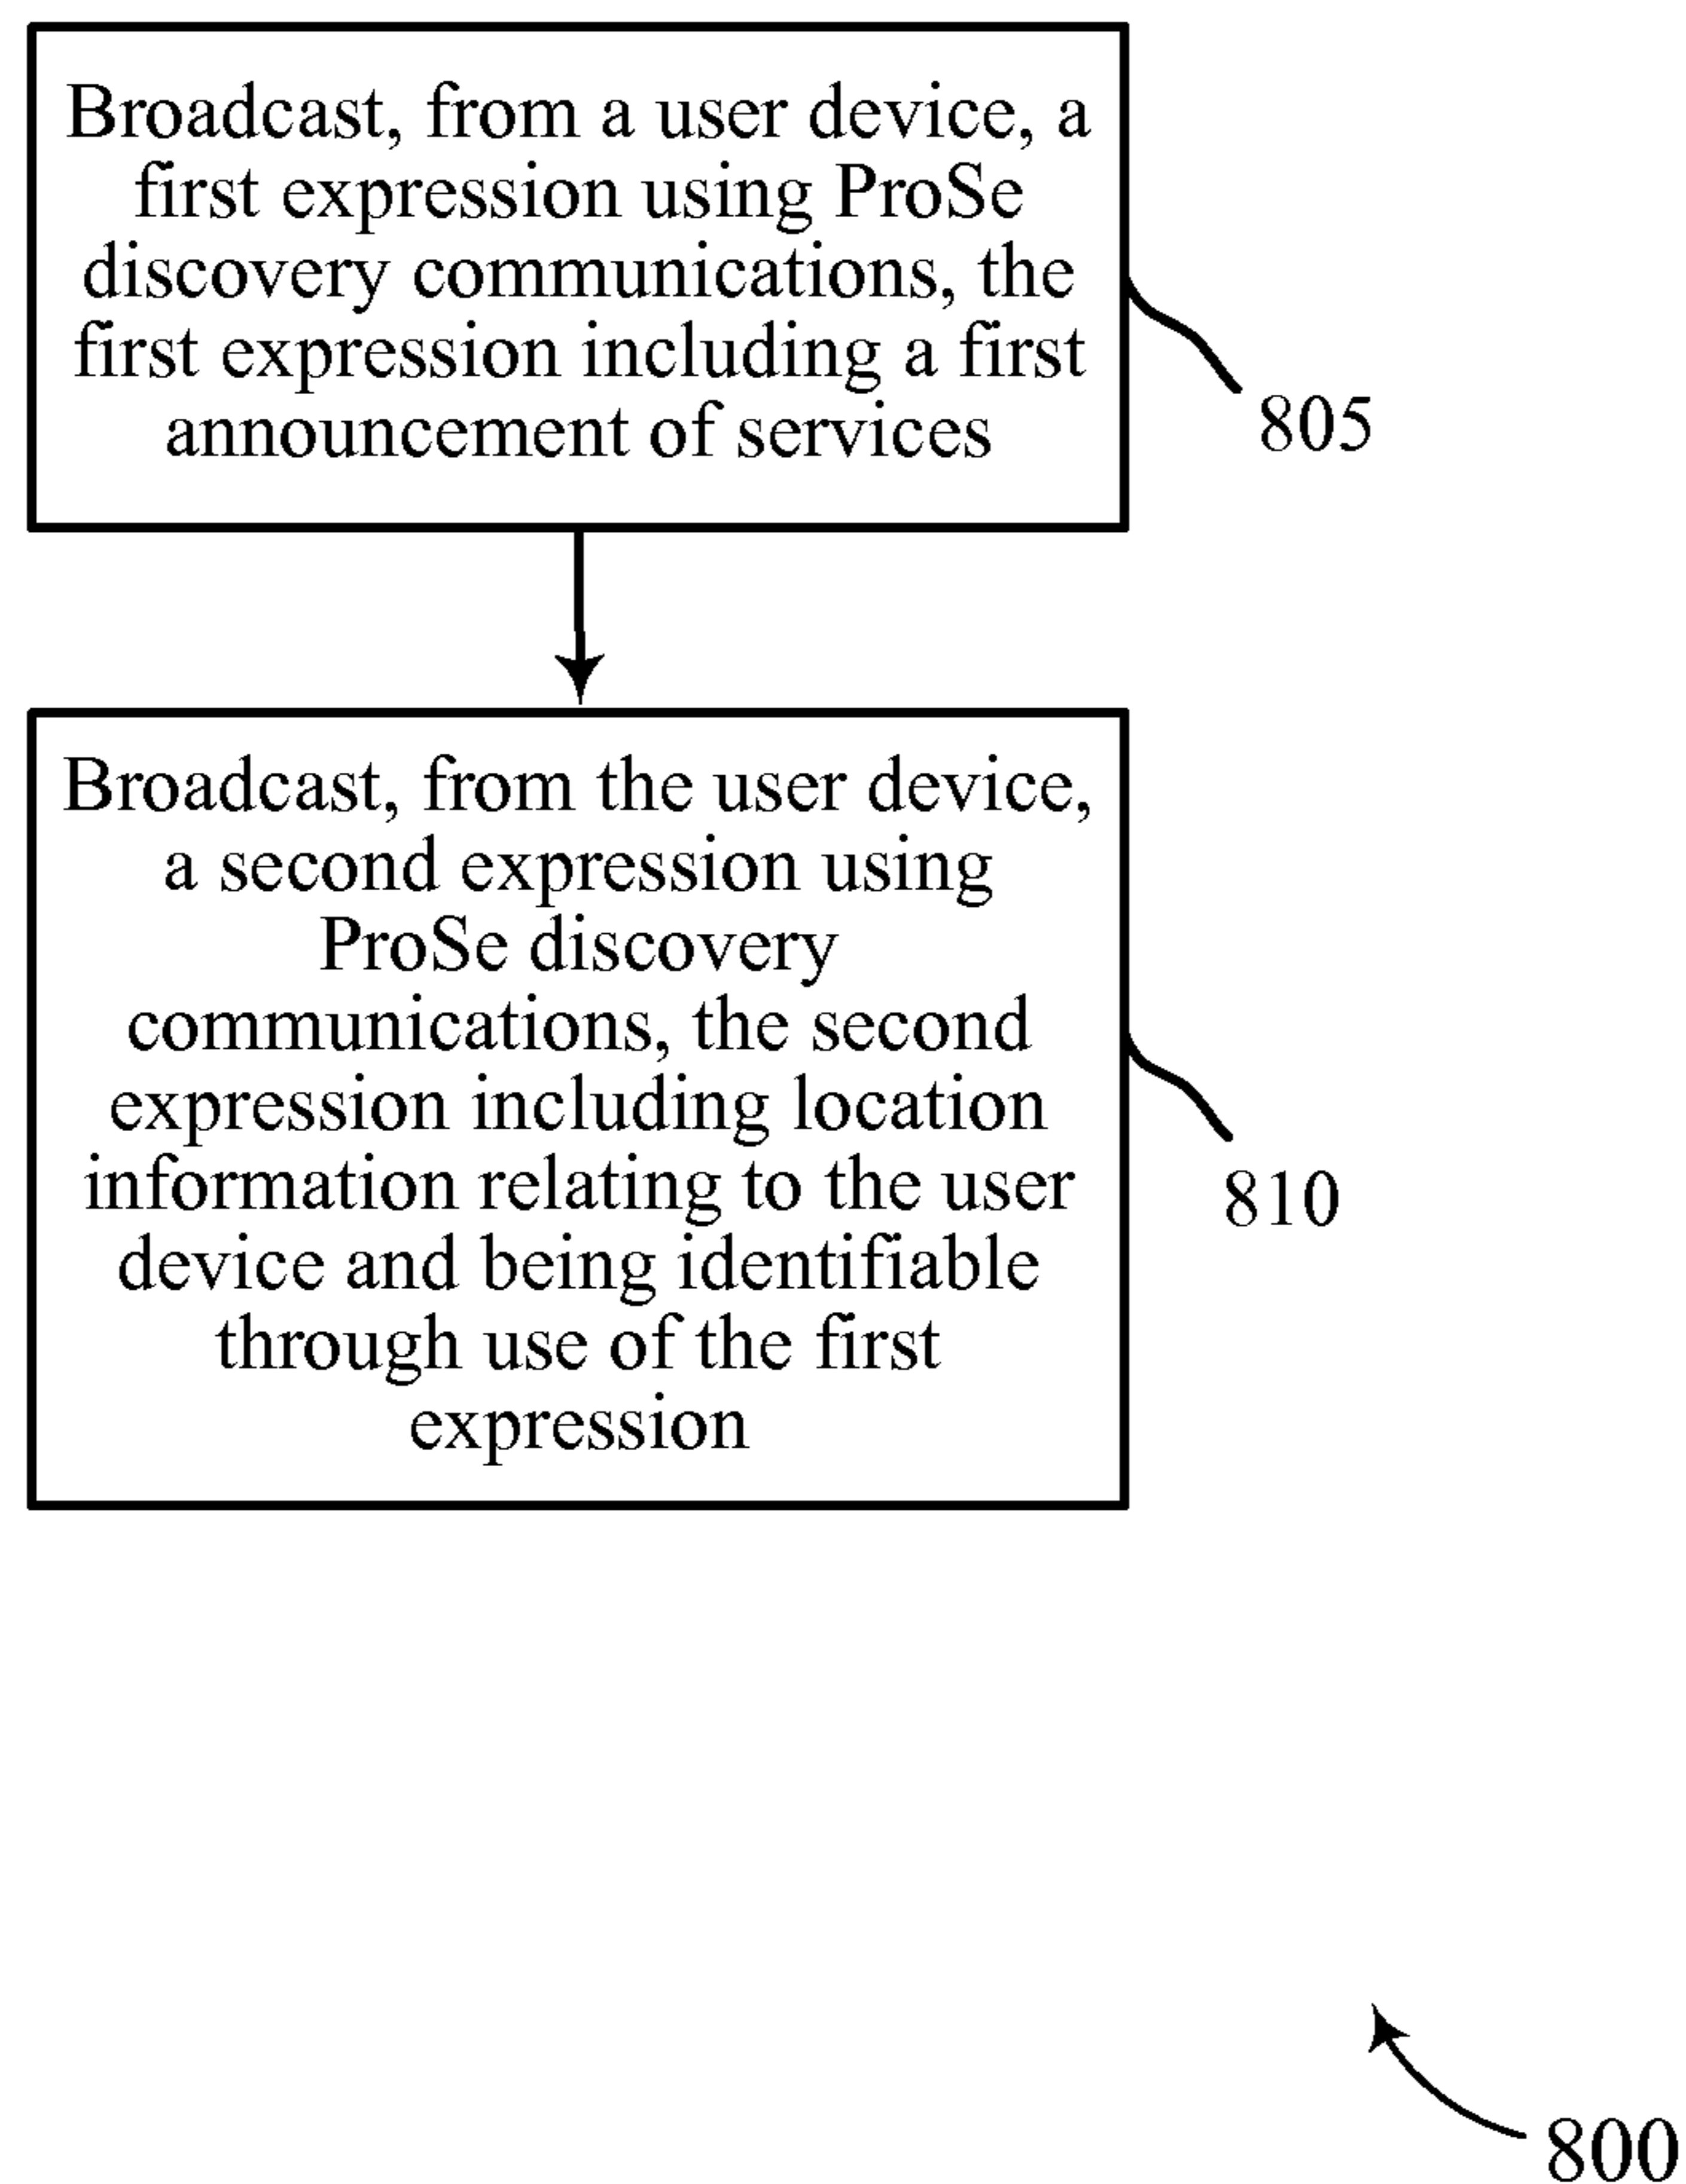 Broadcast, from a user device, a
first expression using ProSe
discovery communications, the
first expression including a first
announcement of services
805
Broadcast, from the user device,
a second expression using
ProSe discovery
communications, the second
expression including location
information relating to the user
device and being identifiable
through use of the first
expression
810
800